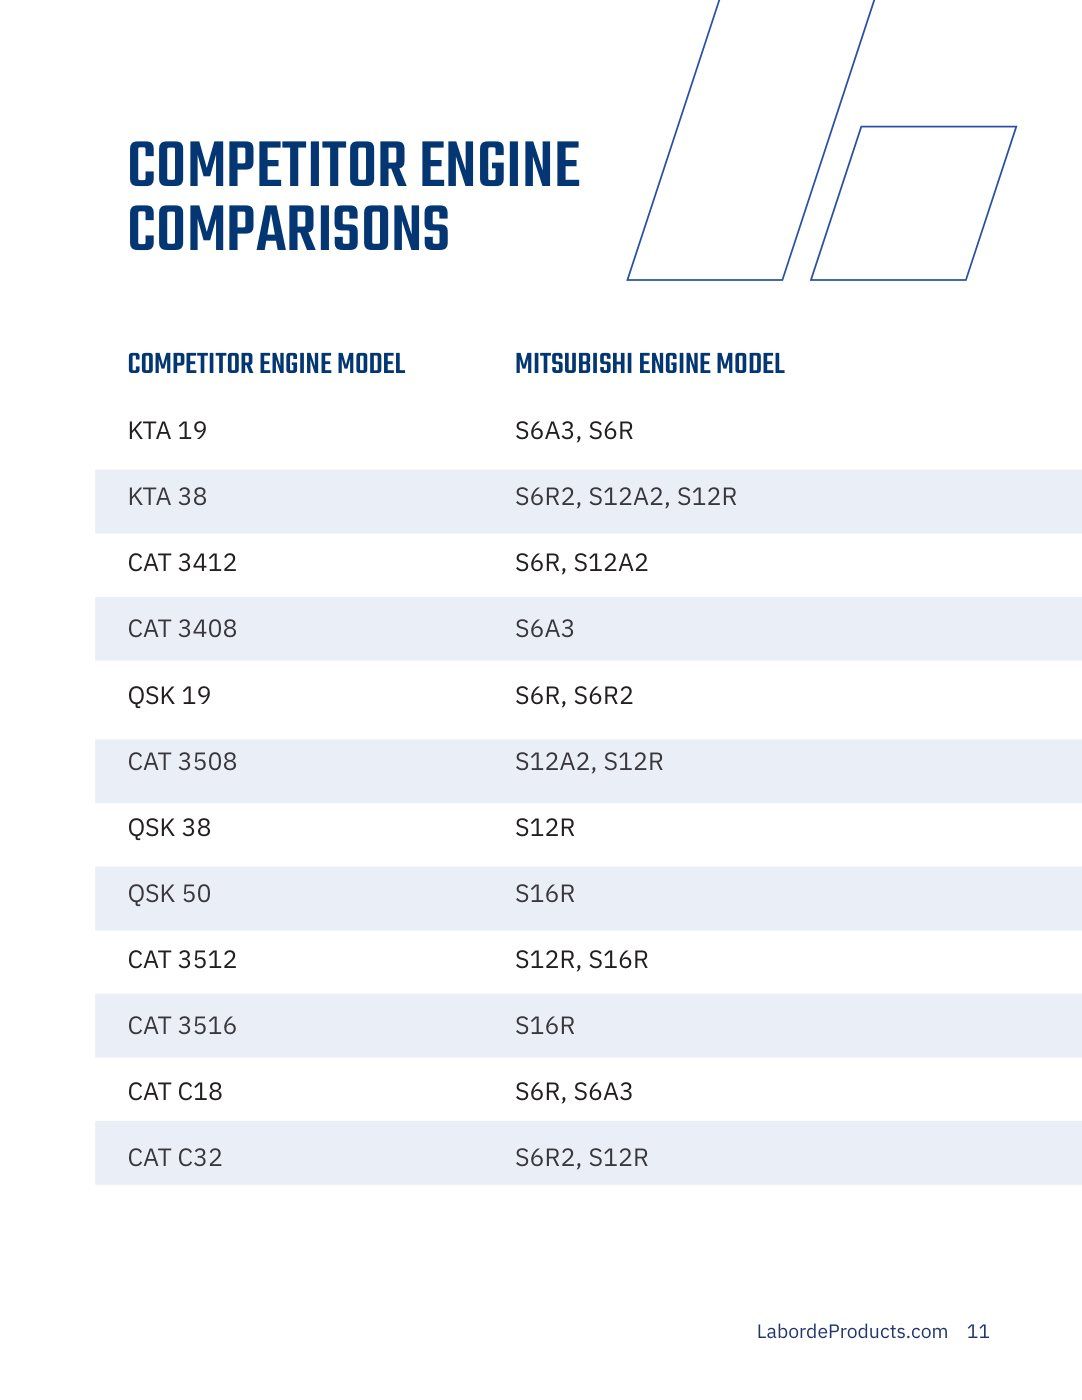 COMPETITOR ENGINE
COMPARISONS
COMPETITOR ENGINE MODEL MITSUBISHI ENGINE MODEL
KTA 19 S6A3, S6R
KTA 38 S6R2, S12A2, S12R
CAT 3412 S6R, S12A2
CAT 3408 S6A3
QSK 19 S6R, S6R2
CAT 3508 S12A2, S12R
QSK 38 S12R
QSK 50 S16R
CAT 3512 S12R, S16R
CAT 3516 S16R
CAT C18 S6R, S6A3
CAT C32 S6R2, S12R
LabordeProducts.com 11